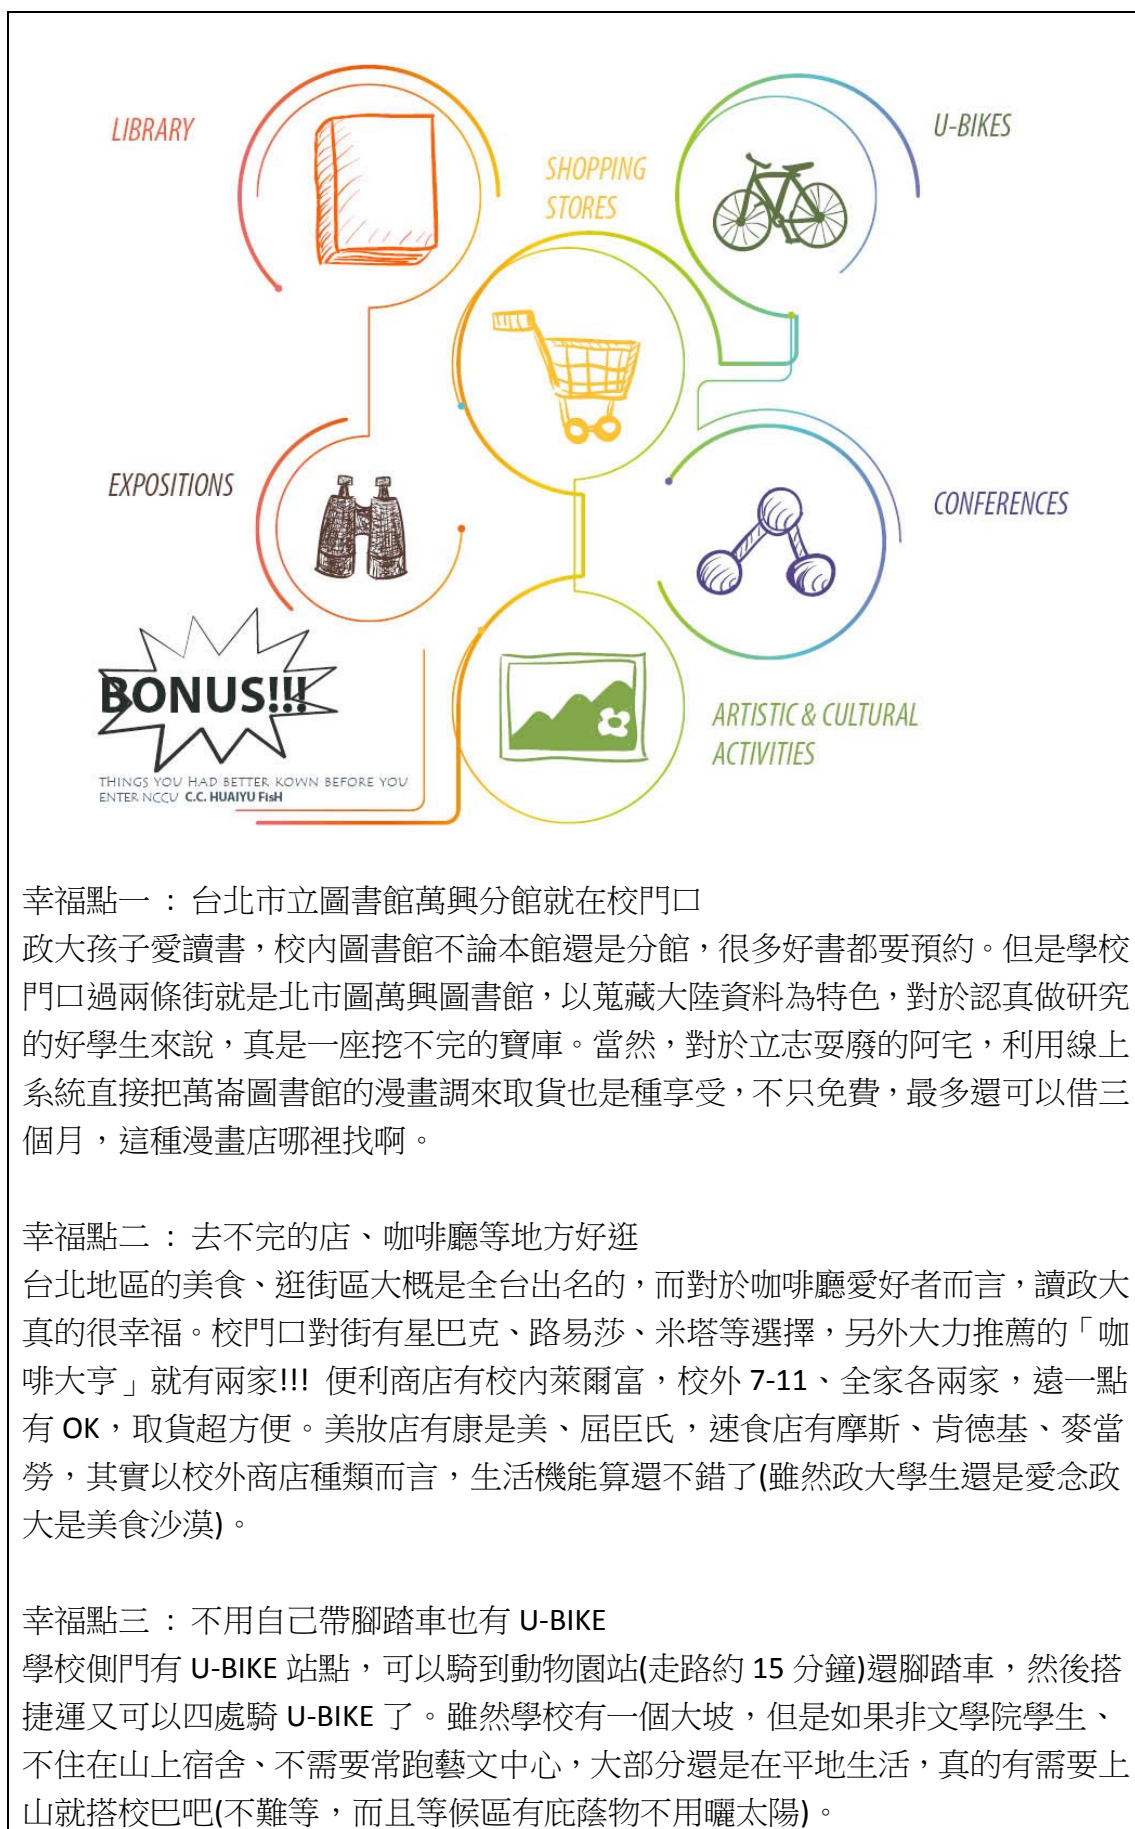 LIBRARY
U-BIKES
SHOPPING
STORES
EXPOSITIONS
CONFERENCES
BONUS!!!
ARTISTIC & CULTURAL
ACTIVITIES
THINGS YOU HAD BETTER KOWN BEFORE YOU
ENTER NCCU C.C. HUAIYU FisH
幸福點一 : 台北市立圖書館萬興分館就在校門口
政大孩子愛讀書，校內圖書館不論本館還是分館，很多好書都要預約。但是學校
門口過兩條街就是北市圖萬興圖書館，以蒐藏大陸資料為特色，對於認真做研究
的好學生來說，真是一座挖不完的寶庫。當然，對於立志耍廢的阿宅，利用線上
系統直接把萬崙圖書館的漫畫調來取貨也是種享受，不只免費，最多還可以借三
個月，這種漫畫店哪裡找啊。
幸福點二 : 去不完的店、咖啡廳等地方好逛
台北地區的美食、逛街區大概是全台出名的，而對於咖啡廳愛好者而言，讀政大
真的很幸福。校門口對街有星巴克、路易莎、米塔等選擇，另外大力推薦的「咖
啡大亨」就有兩家!!! 便利商店有校內萊爾富，校外 7-11、全家各兩家，遠一點
有 OK，取貨超方便。美妝店有康是美、屈臣氏，速食店有摩斯、肯德基、麥當
勞，其實以校外商店種類而言，生活機能算還不錯了(雖然政大學生還是愛念政
大是美食沙漠)。
幸福點三 : 不用自己帶腳踏車也有 U-BIKE
學校側門有 U-BIKE 站點，可以騎到動物園站(走路約 15 分鐘)還腳踏車，然後搭
捷運又可以四處騎 U-BIKE 了。雖然學校有一個大坡，但是如果非文學院學生、
不住在山上宿舍、不需要常跑藝文中心，大部分還是在平地生活，真的有需要上
山就搭校巴吧(不難等，而且等候區有庇蔭物不用曬太陽)。